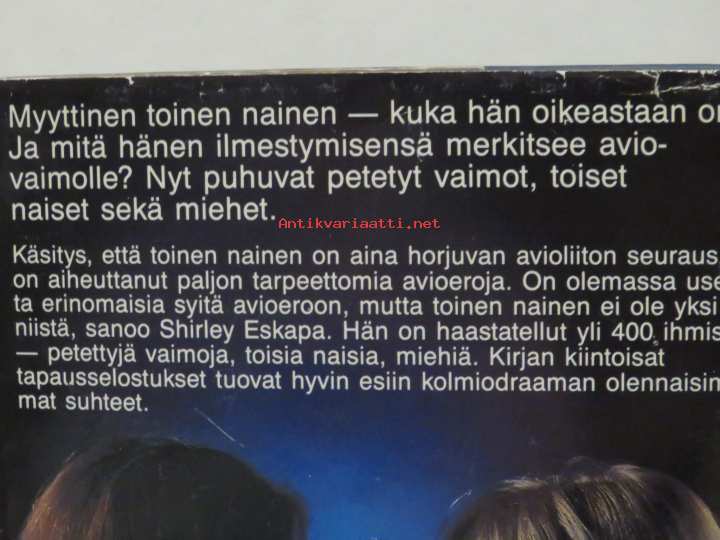 Myyttinen toinen nainen — kuka hän oikeastaan on
Ja mitä hänen ilmestymisensä merkitsee avio-
vaimolle? Nyt puhuvat petetyt vaimot, toiset
naiset sekä miehet.
Antikvariaatti.net
Käsitys, että toinen nainen on aina horjuvan avioliiton seuraus,
on aiheuttanut paljon tarpeettomia avioeroja. On olemassa use
ta erinomaisia syitä avioeroon, mutta toinen nainen ei ole yksi
niistä, sanoo Shirley Eskapa. Hän on haastatellut yli 400 ihmis
— petettyjä vaimoja, toisia naisia, miehiä. Kirjan kiintoisat
tapausselostukset tuovat hyvin esiin kolmiodraaman olennaisim
mat suhteet.